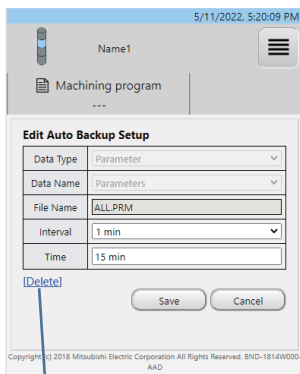 5/11/2022, 5:20:09 PM
Name1
Machining program
---
Edit Auto Backup Setup
Data Type Parameter
Data Name Parameters
File Name ALL.PRM
Interval 1 min
Time 15 min
[Delete]
Save Cancel
Copyright (c) 2018 Mitsubishi Electric Corporation All Rights Reserved. BND-1814W000-
AAD